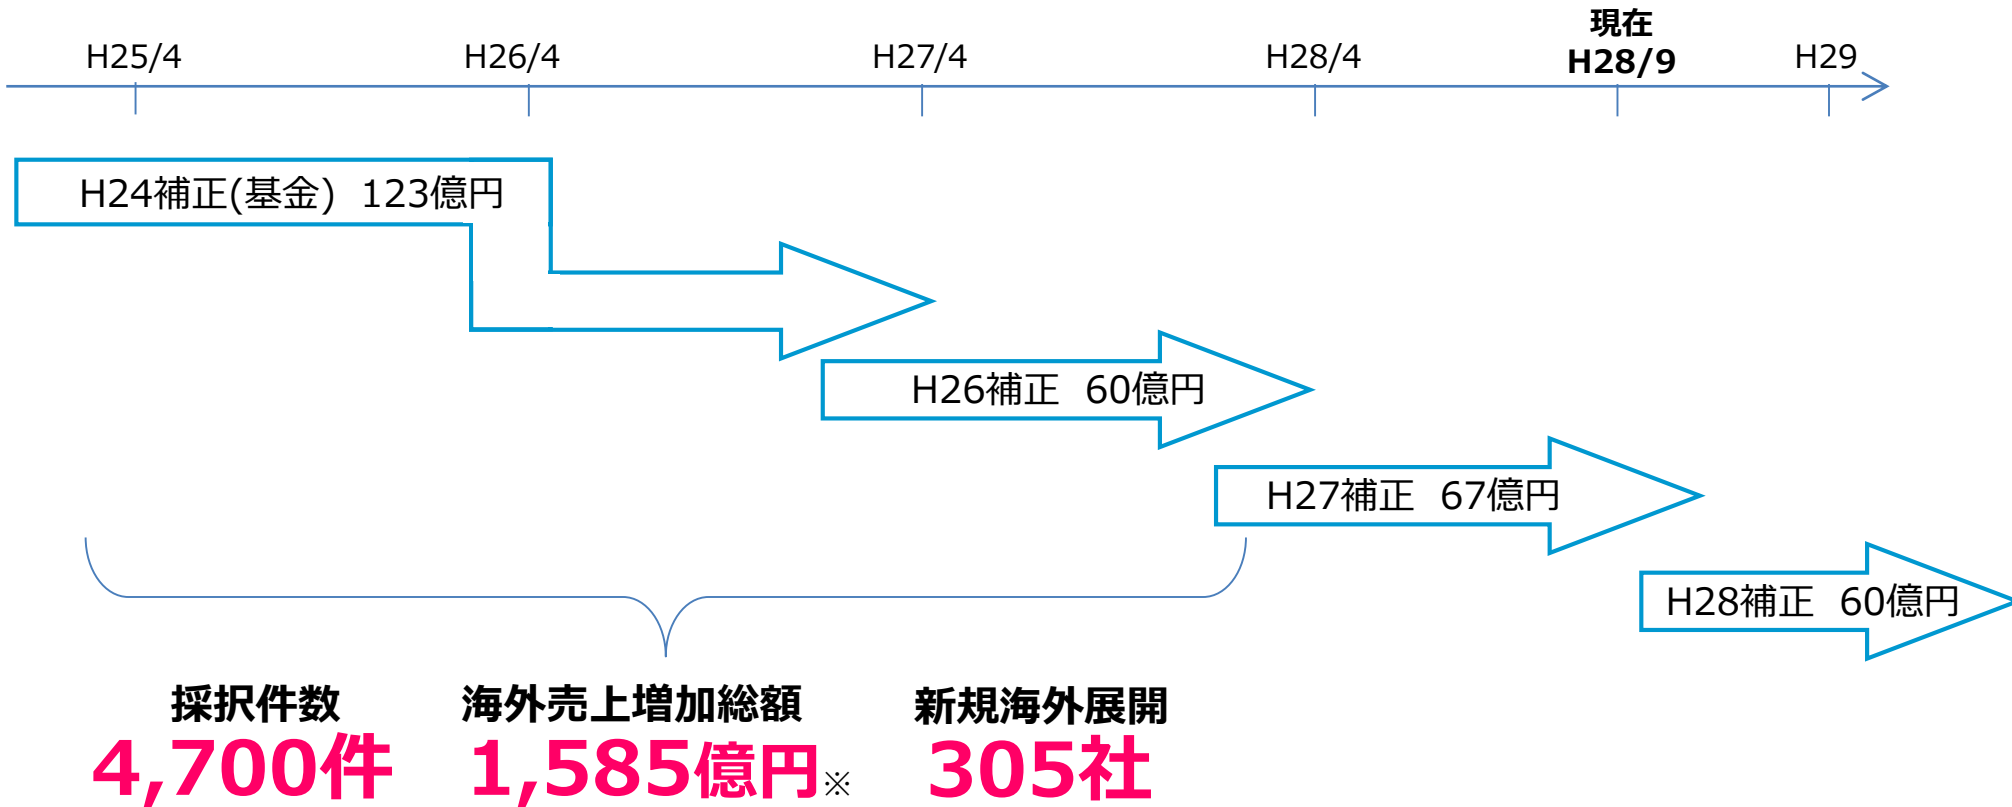 H25/4
H26/4
H27/4
H28/4
現在
H28/9
H29
H24補正(基金) 123億円
H26補正 60億円
H27補正 67億円
H28補正 60億円
採択件数
4,700件
海外売上増加総額
1,585億円※
新規海外展開
305社